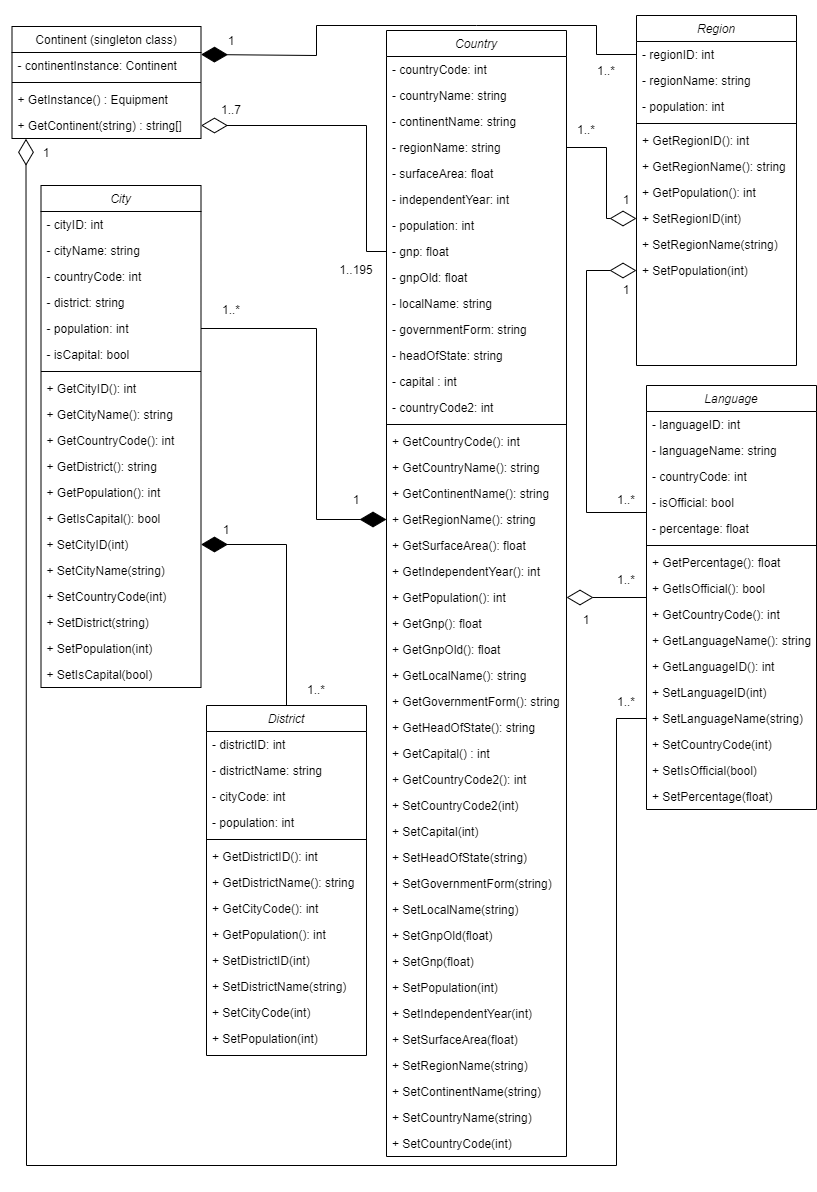 Continent (singleton class)
- continentInstance: Continent
+ GetInstance() : Equipment
+ GetContent(string) : string[]
1
1..*
1..7
1..195
1
Region
- regionID: int
- regionName: string
- population: int
+ GetRegionID(): int
+ GetRegionName(): string
+ GetPopulation(): int
+ SetRegionID(int)
+ SetRegionName(string)
+ SetPopulation(int)
1..*
1
1
1..*
Country
- countryCode: int
- countryName: string
- continentName: string
- regionName: string
- surfaceArea: float
- independentYear: int
- population: int
- gnp: float
- gnpOld: float
- localName: string
- governmentForm: string
- headOfState: string
- capital : int
- countryCode2: int
+ GetCountryCode(): int
+ GetCountryName(): string
+ GetContinentName(): string
+ GetRegionName(): string
+ GetSurfaceArea(): float
+ GetIndependentYear(): int
+ GetPopulation(): int
+ GetGnp(): float
+ GetGnpOld(): float
+ GetLocalName(): string
+ GetGovernmentForm(): string
+ GetHeadOfState(): string
+ GetCapital() : int
+ GetCountryCode2(): int
+ SetCountryCode2(int)
+ SetCapital(int)
+ SetHeadOfState(string)
+ SetGovernmentForm(string)
+ SetLocalName(string)
+ SetGnpOld(float)
+ SetGnp(float)
+ SetPopulation(int)
+ SetIndependentYear(int)
+ SetSurfaceArea(float)
+ SetRegionName(string)
+ SetContinentName(string)
+ SetCountryName(string)
+ SetCountryCode(int)
City
- cityID: int
- cityName: string
- countryCode: int
- district: string
- population: int
- isCapital: bool
+ GetCityID(): int
+ GetCityName(): string
+ GetCountryCode(): int
+ GetDistrict(): string
+ GetPopulation(): int
+ GetIsCapital(): bool
+ SetCityID(int)
+ SetCityName(string)
+ SetCountryCode(int)
+ SetDistrict(string)
+ SetPopulation(int)
+ SetIsCapital(bool)
1..*
1
1
1..*
District
- districtID: int
- districtName: string
- cityCode: int
- population: int
+ GetDistrictID(): int
+ GetDistrictName(): string
+ GetCityCode(): int
+ GetPopulation(): int
+ SetDistrictID(int)
+ SetDistrictName(string)
+ SetCityCode(int)
+ SetPopulation(int)
Language
- languageID: int
- languageName: string
- countryCode: int
- isOfficial: bool
- percentage: float
+ GetPercentage(): float
+ GetIsOfficial(): bool
+ GetCountryCode(): int
+ GetLanguageName(): string
+ GetLanguageID(): int
+ SetLanguageID(int)
+ SetLanguageName(string)
+ SetCountryCode(int)
+ SetIsOfficial(bool)
+ SetPercentage(float)
1..*
1
1..*